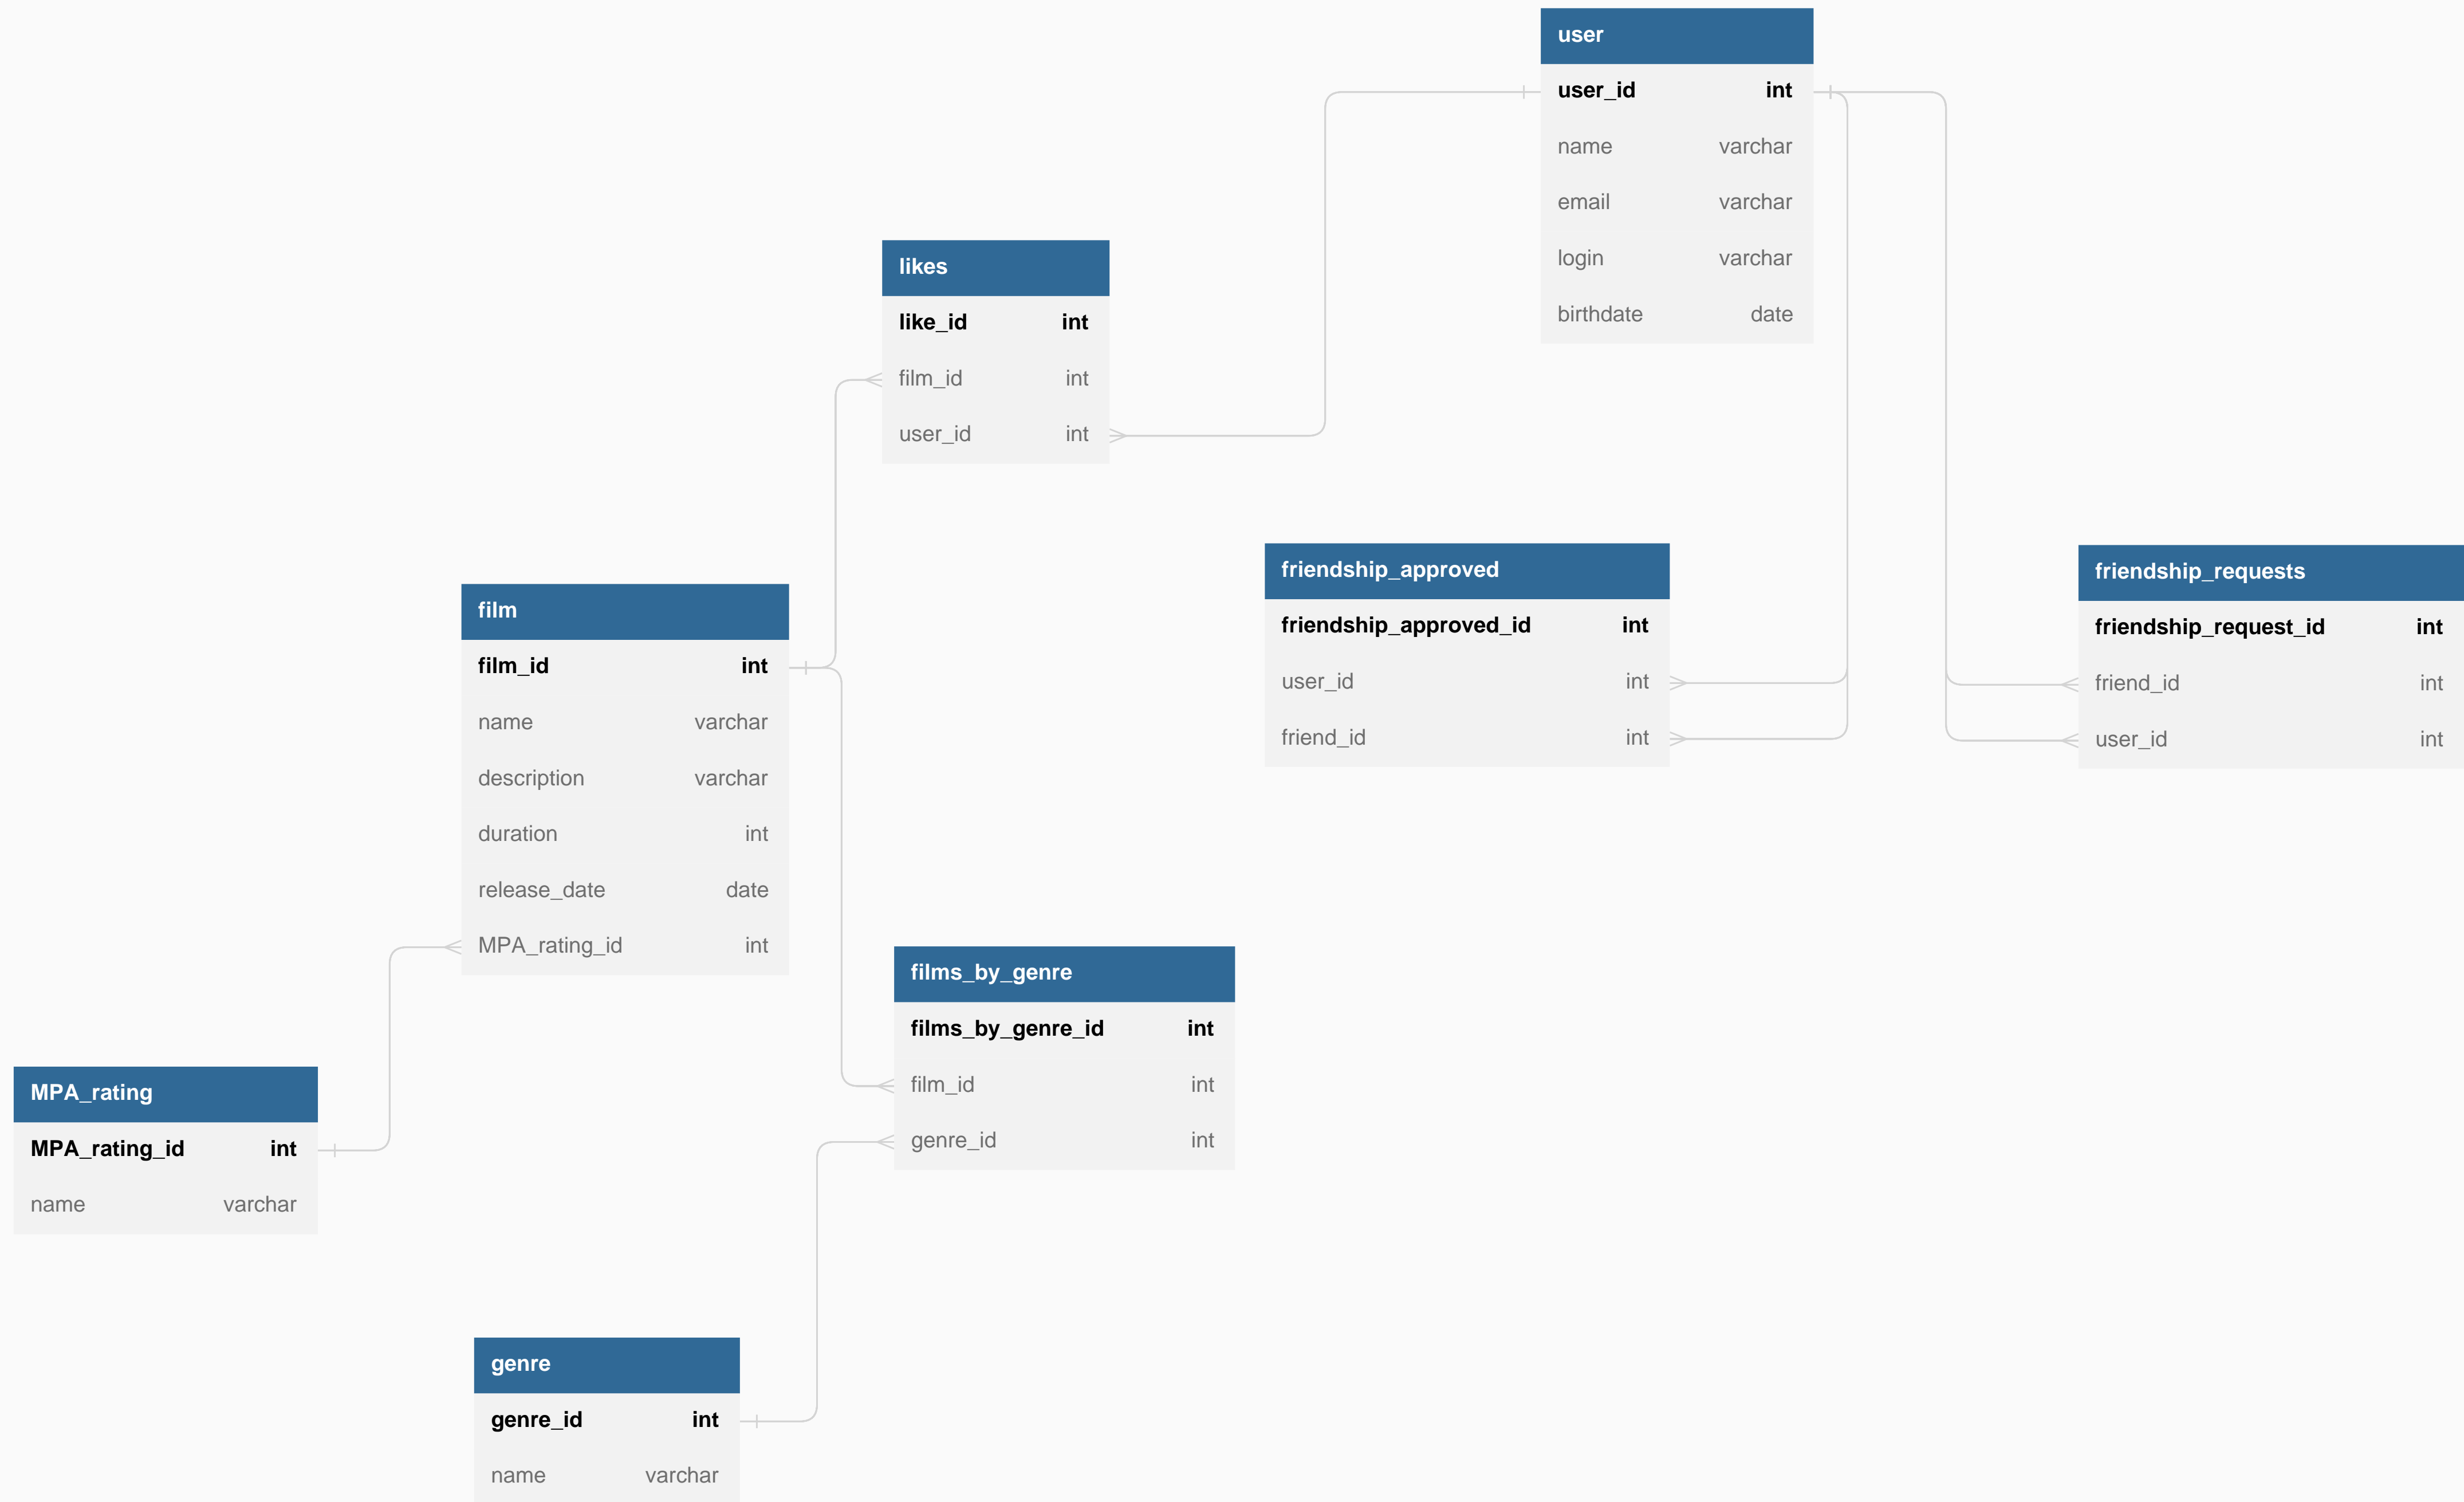 user
user_id int
name varchar
email varchar
login varchar
birthdate date
likes
like_id int
film_id int
user_id int
friendship_approved
friendship_approved_id int
user_id int
friend_id int
friendship_requests
friendship_request_id int
friend_id int
user_id int
film
film_id int
name varchar
description varchar
duration int
release_date date
MPA_rating_id int
films_by_genre
films_by_genre_id int
film_id int
genre_id int
MPA_rating
MPA_rating_id int
name varchar
genre
genre_id int
name varchar